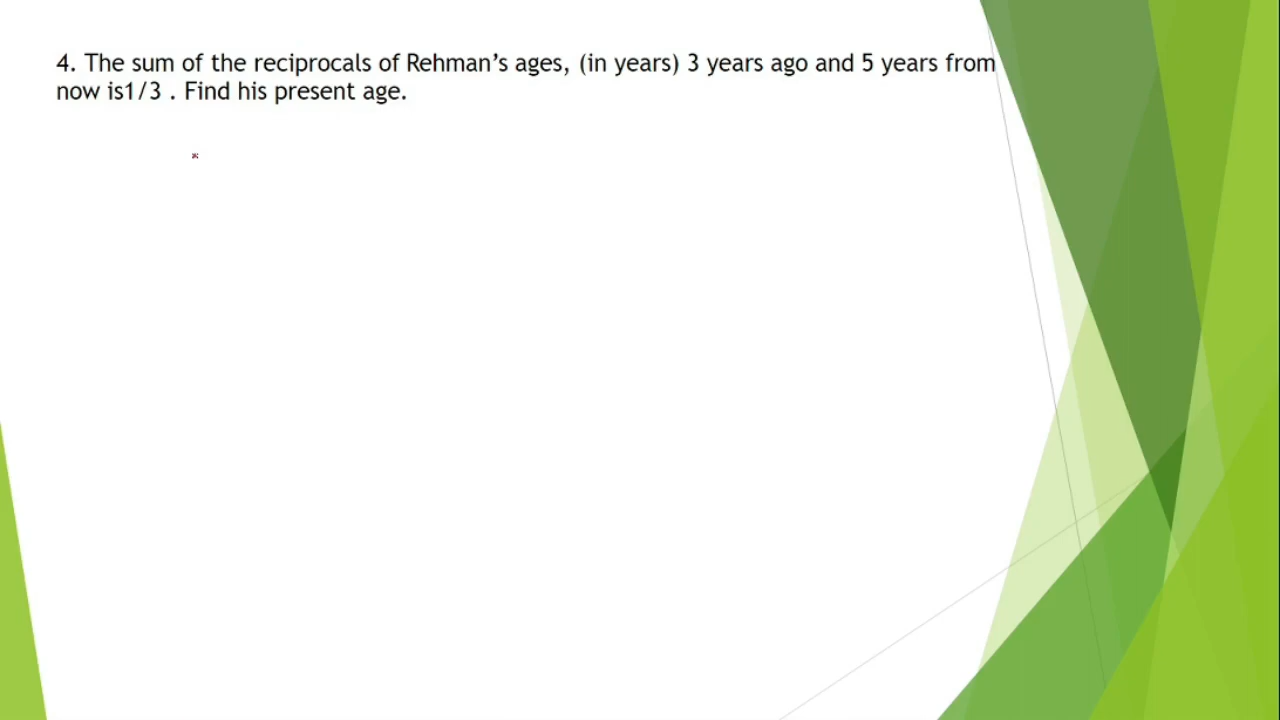 4. The sum of the reciprocals of Rehman’s ages, (in years) 3 years ago and 5 years from
now is1/3 . Find his present age.